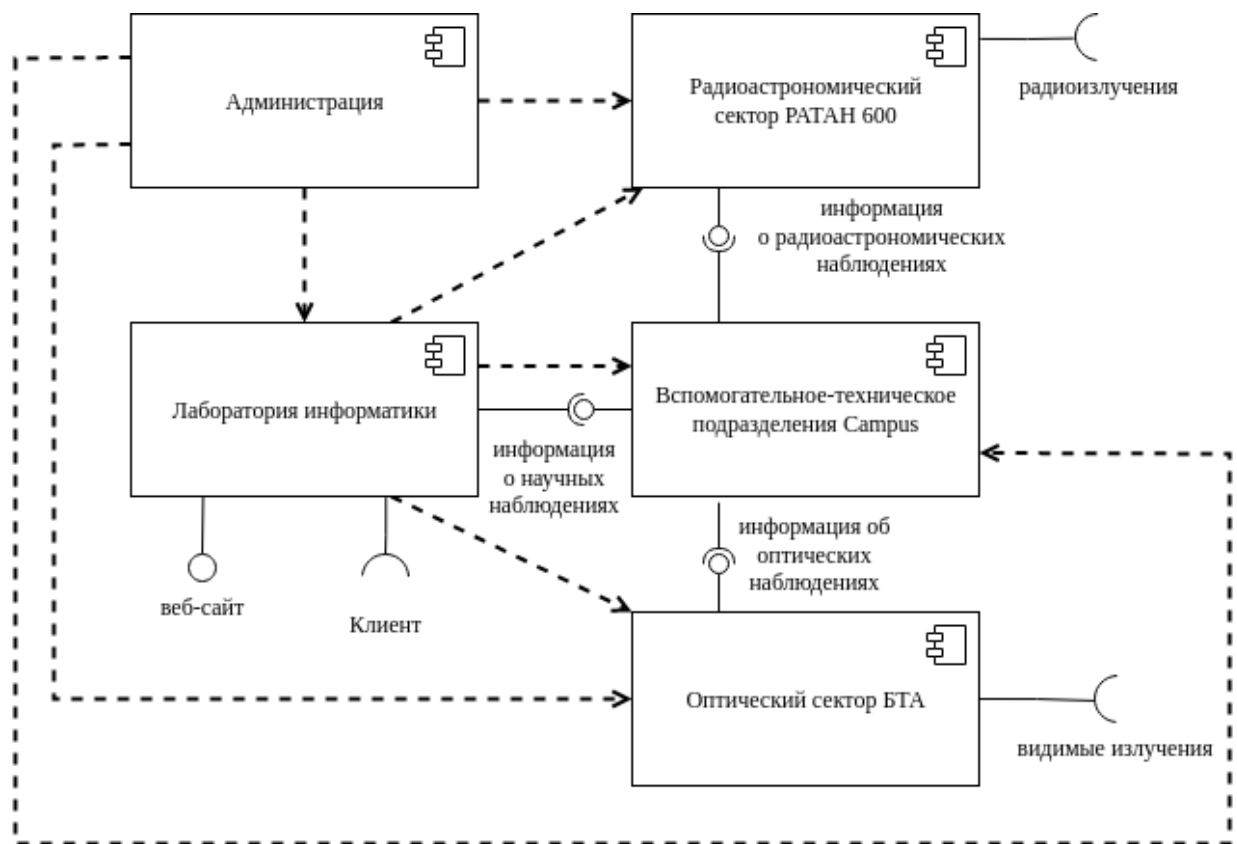 Администрация
Радиоастрономический
сектор РАТАН 600
радиоизлучения
информация
о радиоастрономических
наблюдениях
Лаборатория информатики
Вспомогательное-техническое
подразделения Campus
информация
о научных
наблюдениях
информация об
оптических
наблюдениях
веб-сайт
Клиент
Оптический сектор БТА
видимые излучения